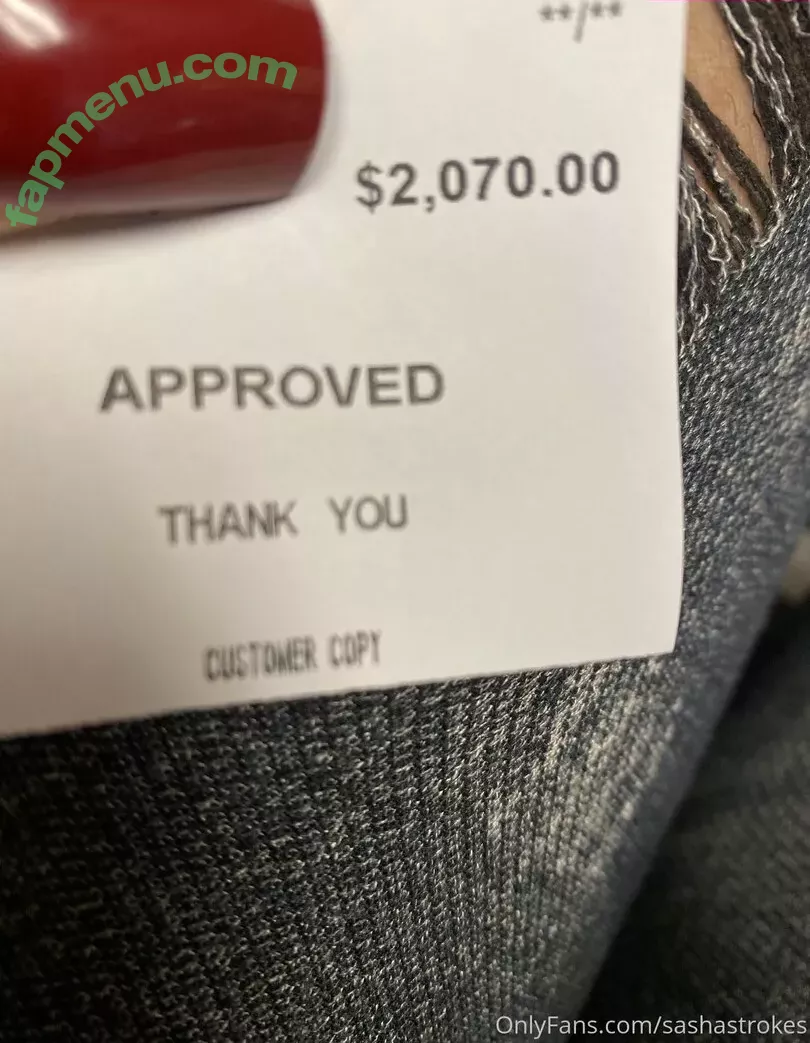 **/**
fapmenu.com
$2,070.00
APPROVED
THANK YOU
CUSTOMER COPY
OnlyFans.com/sashastrokes